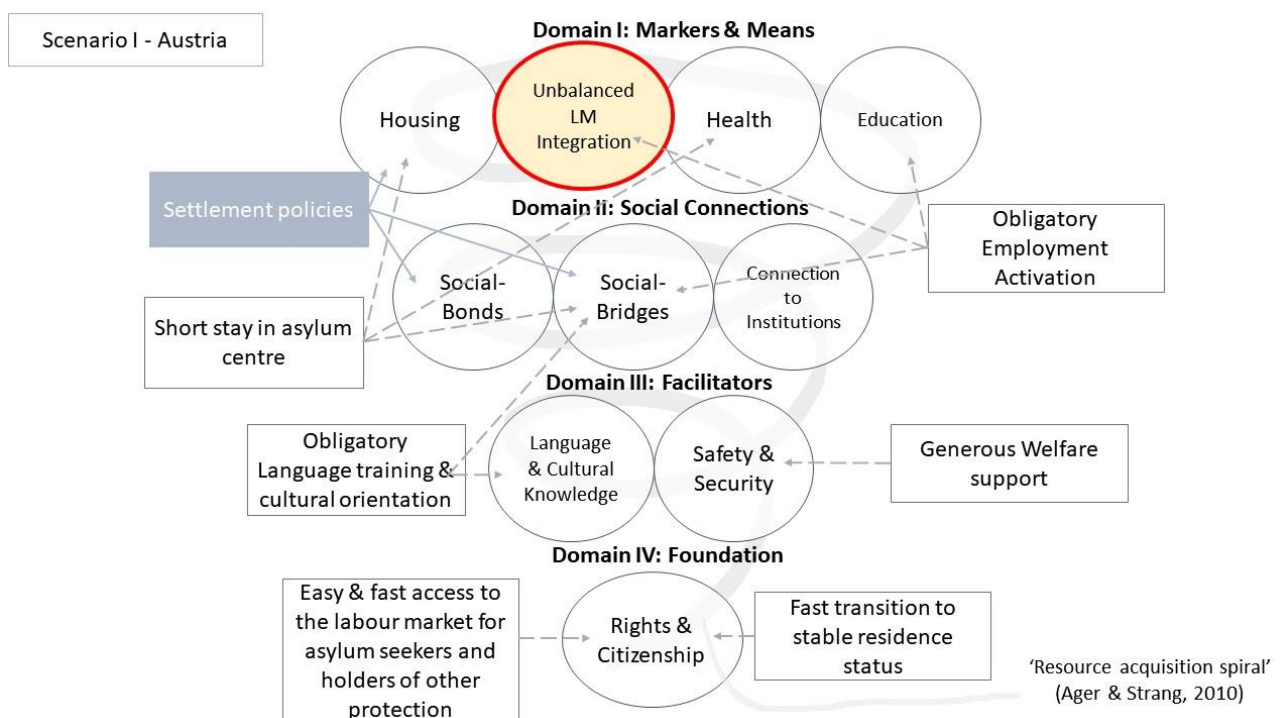 Scenario I - Austria
Domain I: Markers & Means
Housing
Unbalanced
LM
Integration
Health
Education
Settlement policies
Domain II: Social Connections
Obligatory
Employment
Activation
Social-
Bonds
Social-
Bridges
Connection
to
Institutions
Short stay in asylum
centre
Domain III: Facilitators
Obligatory
Language training &
cultural orientation
Language
& Cultural
Knowledge
Safety &
Security
Generous Welfare
support
Domain IV: Foundation
Easy & fast access to
the labour market for
asylum seekers and
holders of other
protection
Rights &
Citizenship
Fast transition to
stable residence
status
‘Resource acquisition spiral’
(Ager & Strang, 2010)